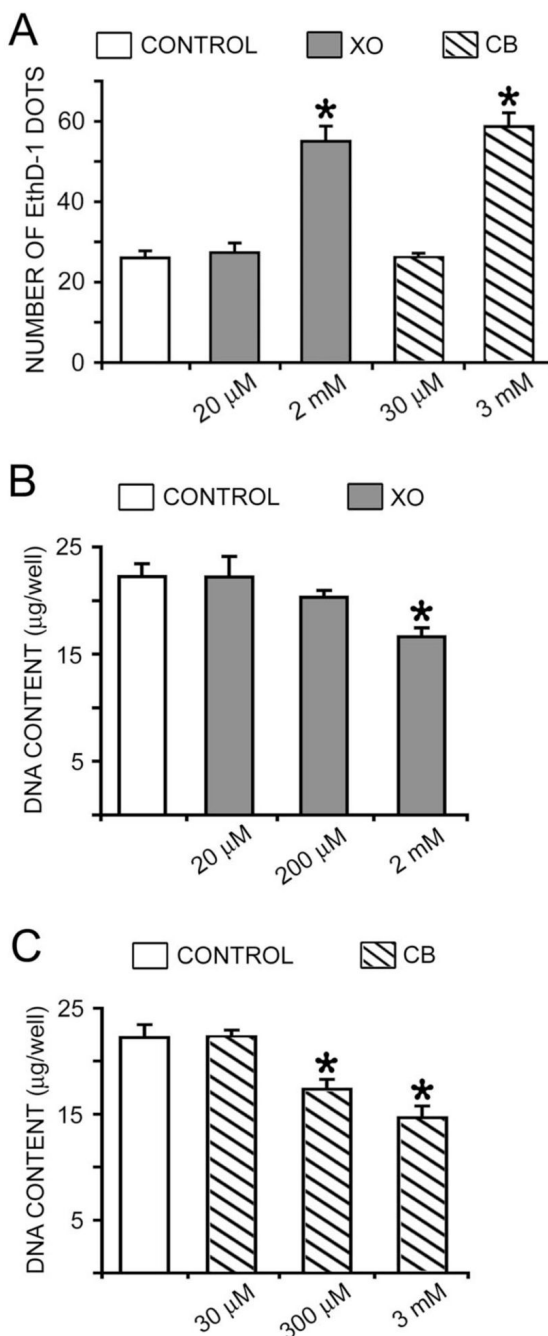 A
CONTROL XO CB
NUMBER OF EthD-1 DOTS
60
40
20
0
*
*
20 μM 2 mM 30 μM 3 mM
B
CONTROL XO
DNA CONTENT (μg/well)
25
15
5
*
20 μM 200 μM 2 mM
C
CONTROL CB
DNA CONTENT (μg/well)
25
15
5
*
*
30 μM 300 μM 3 mM